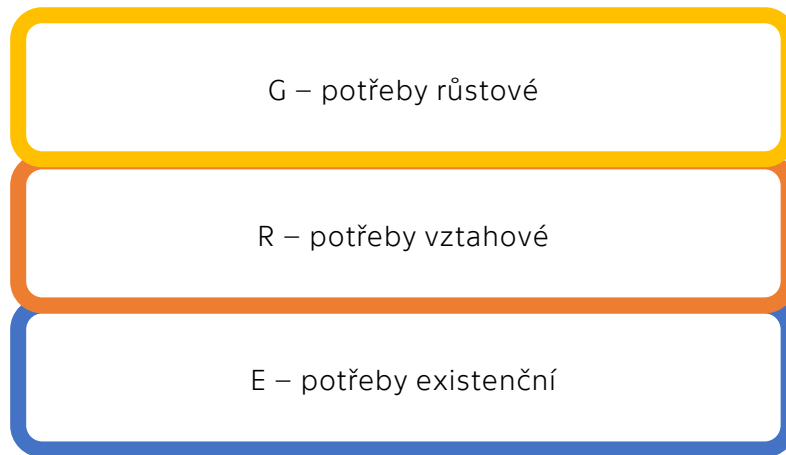 G – potřeby růstové
R – potřeby vztahové
E – potřeby existenční